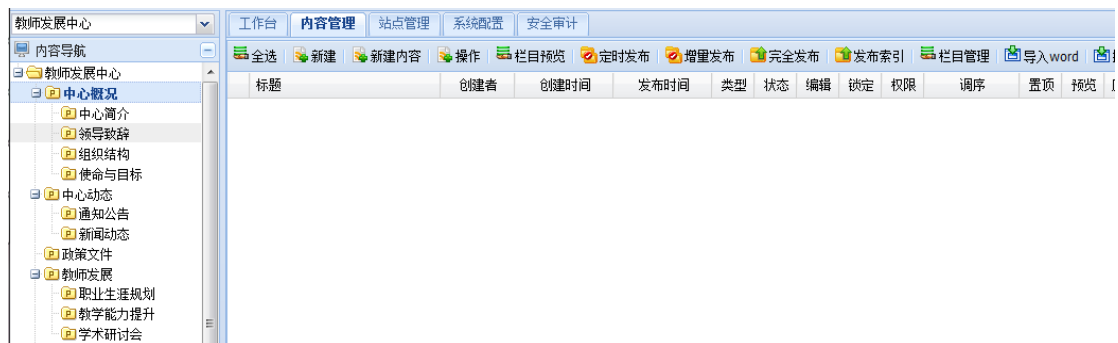 教师发展中心
工作台 内容管理 站点管理 系统配置 安全审计
内容导航
全选 新建 新建内容 操作 栏目预览 定时发布 增量发布 完全发布 发布索引 栏目管理 导入word
标题 创建者 创建时间 发布时间 类型 状态 编辑 锁定 权限 调序 置顶 预览
教师发展中心
中心概况
中心简介
领导致辞
组织结构
使命与目标
中心动态
通知公告
新闻动态
政策文件
教师发展
职业生涯规划
教学能力提升
学术研讨会